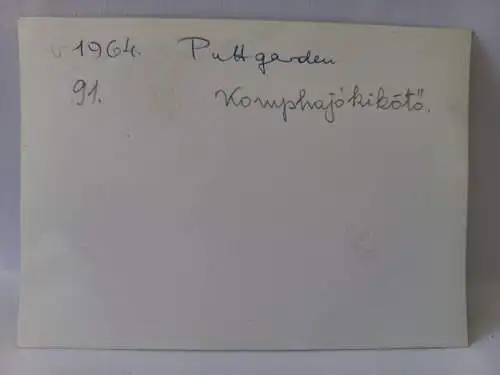 1964. Puttgarden
91. Komphajókikötő.